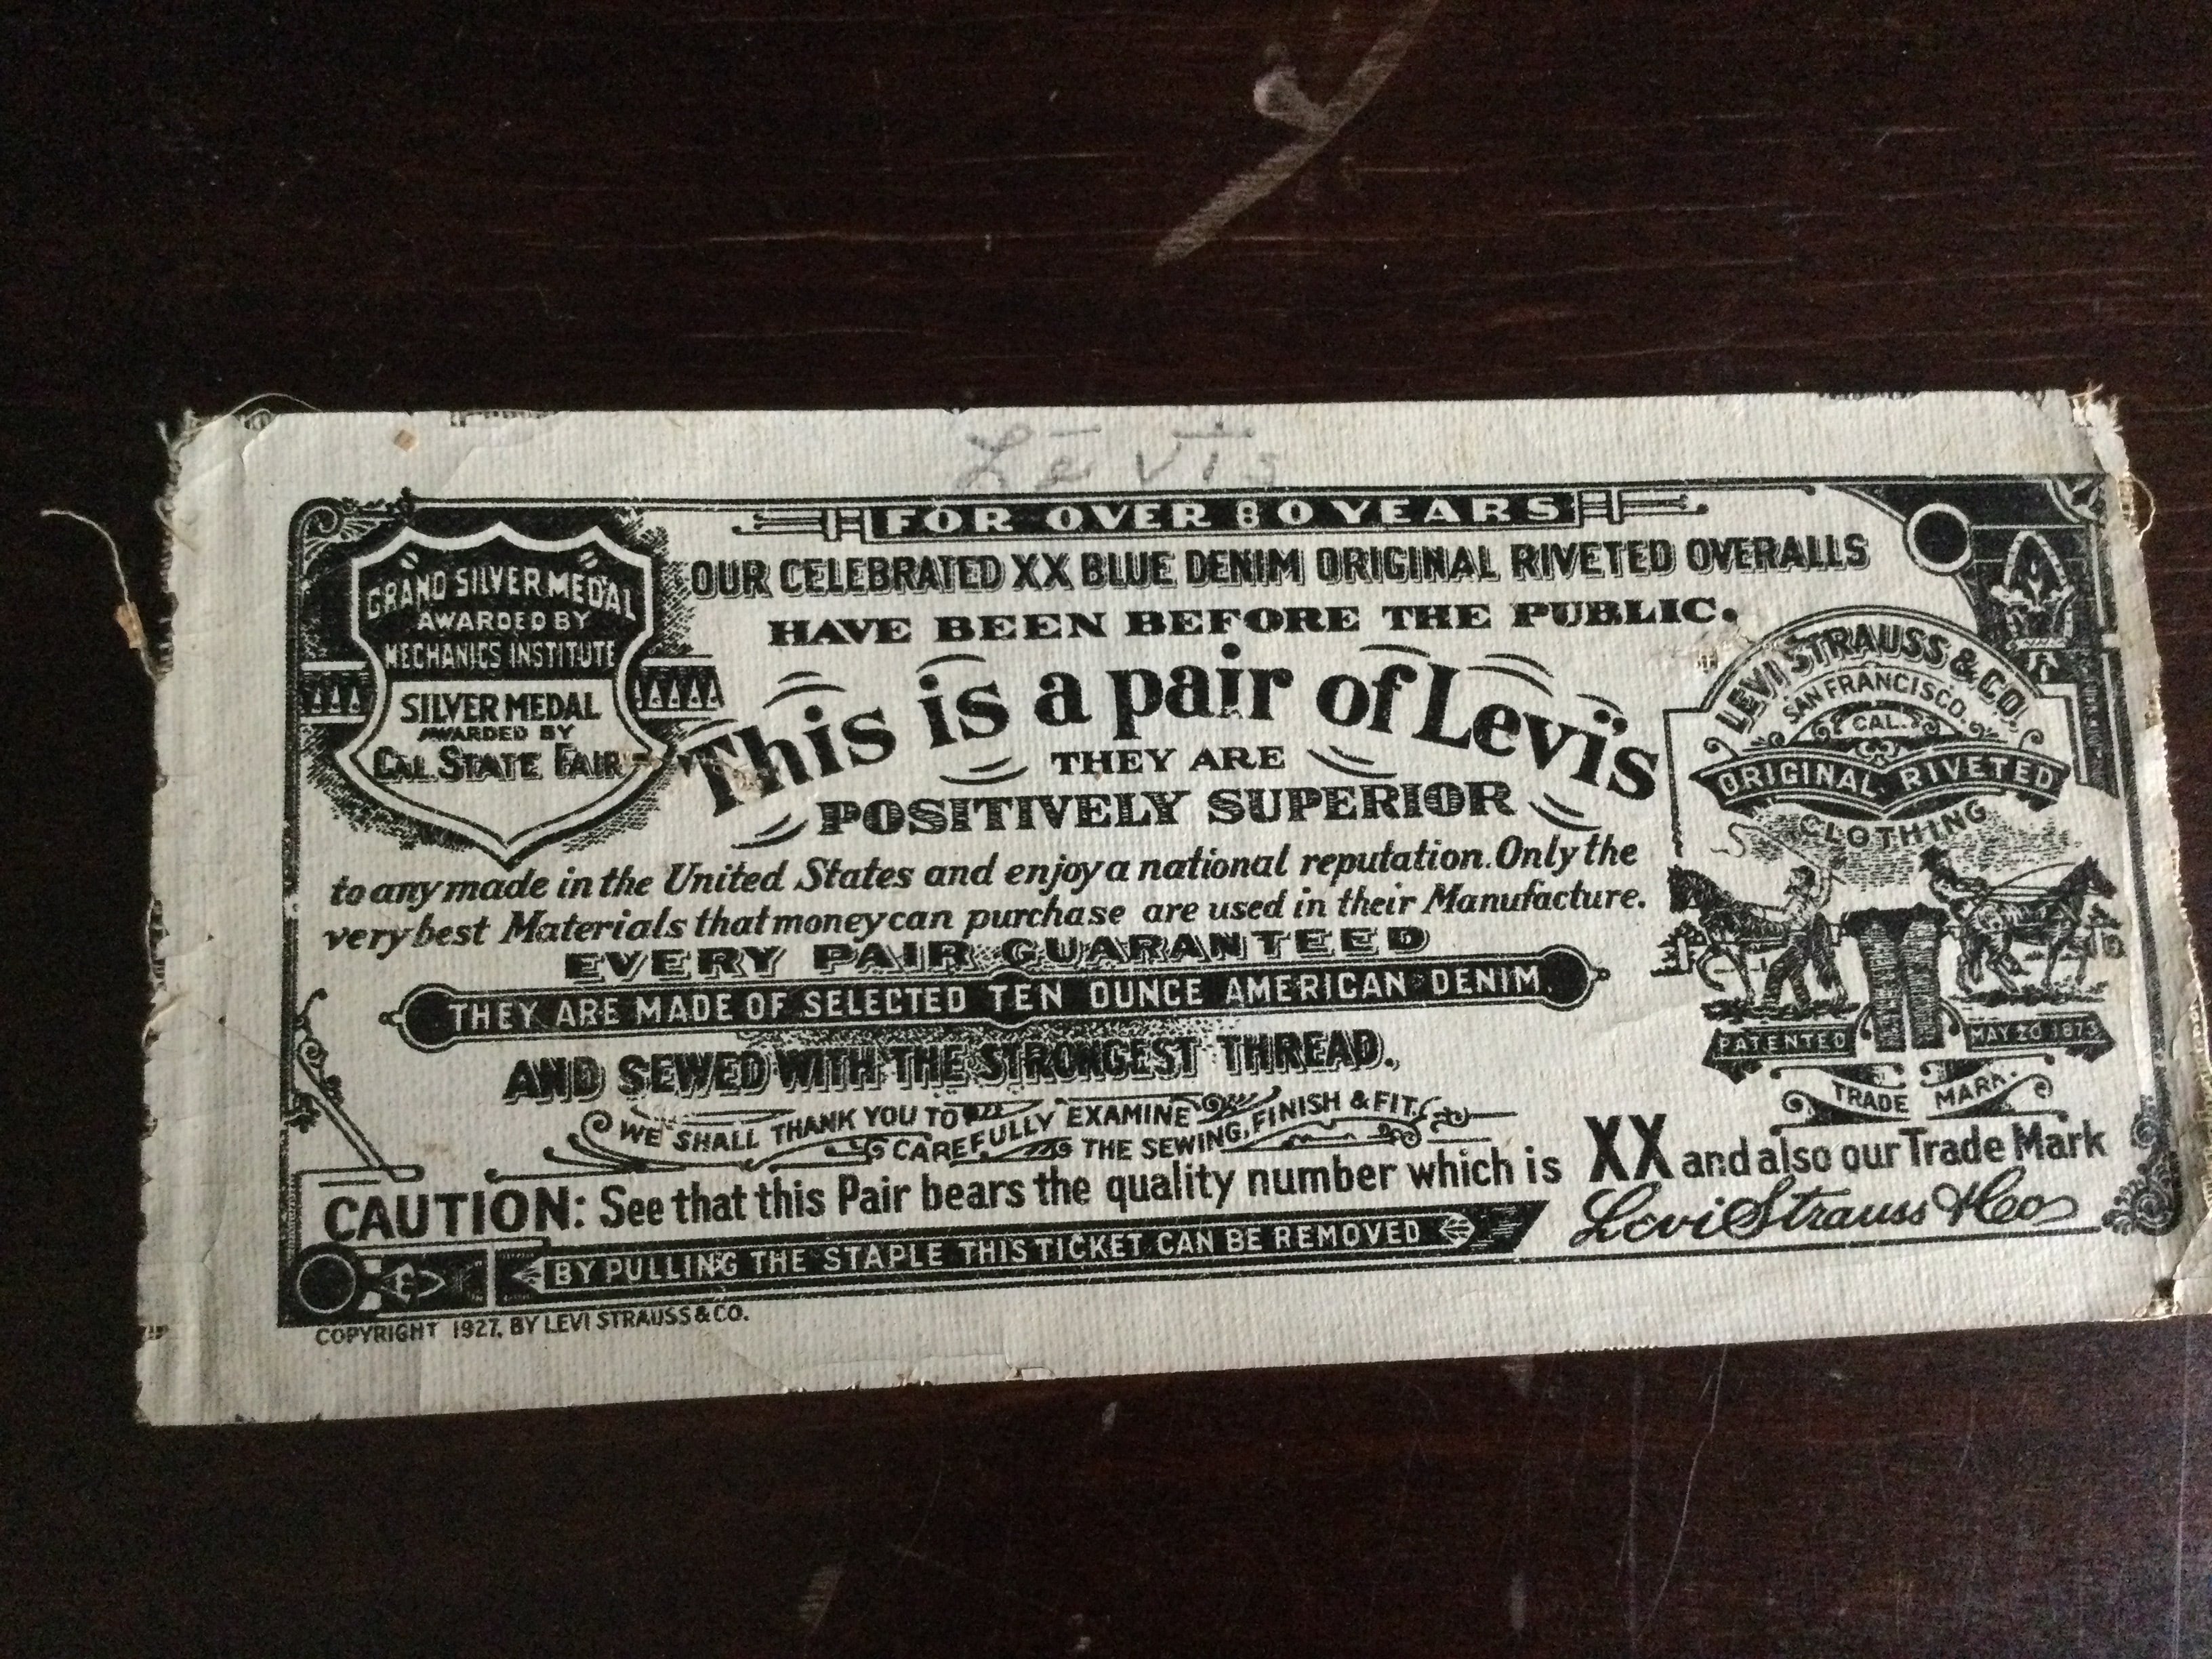 Levis
FOR OVER 80 YEARS
OUR CELEBRATED XX BLUE DENIM ORIGINAL RIVETED OVERALLS
HAVE BEEN BEFORE THE PUBLIC.
GRAND SILVER MEDAL
AWARDED BY
MECHANICS INSTITUTE
SILVER MEDAL
AWARDED BY
CAL. STATE FAIR
This is a pair of Levi's
THEY ARE
POSITIVELY SUPERIOR
to any made in the United States and enjoy a national reputation. Only the
very best Materials that money can purchase are used in their Manufacture.
EVERY PAIR GUARANTEED
THEY ARE MADE OF SELECTED TEN OUNCE AMERICAN DENIM
AND SEWED WITH THE STRONGEST THREAD.
WE SHALL THANK YOU TO CAREFULLY EXAMINE THE SEWING, FINISH & FIT.
LEVI STRAUSS & CO.
SAN FRANCISCO.
CAL.
ORIGINAL RIVETED
CLOTHING
PATENTED MAY 20 1873
TRADE MARK.
CAUTION: See that this Pair bears the quality number which is XX and also our Trade Mark
Levi Strauss & Co
BY PULLING THE STAPLE THIS TICKET CAN BE REMOVED
COPYRIGHT 1927, BY LEVI STRAUSS & CO.